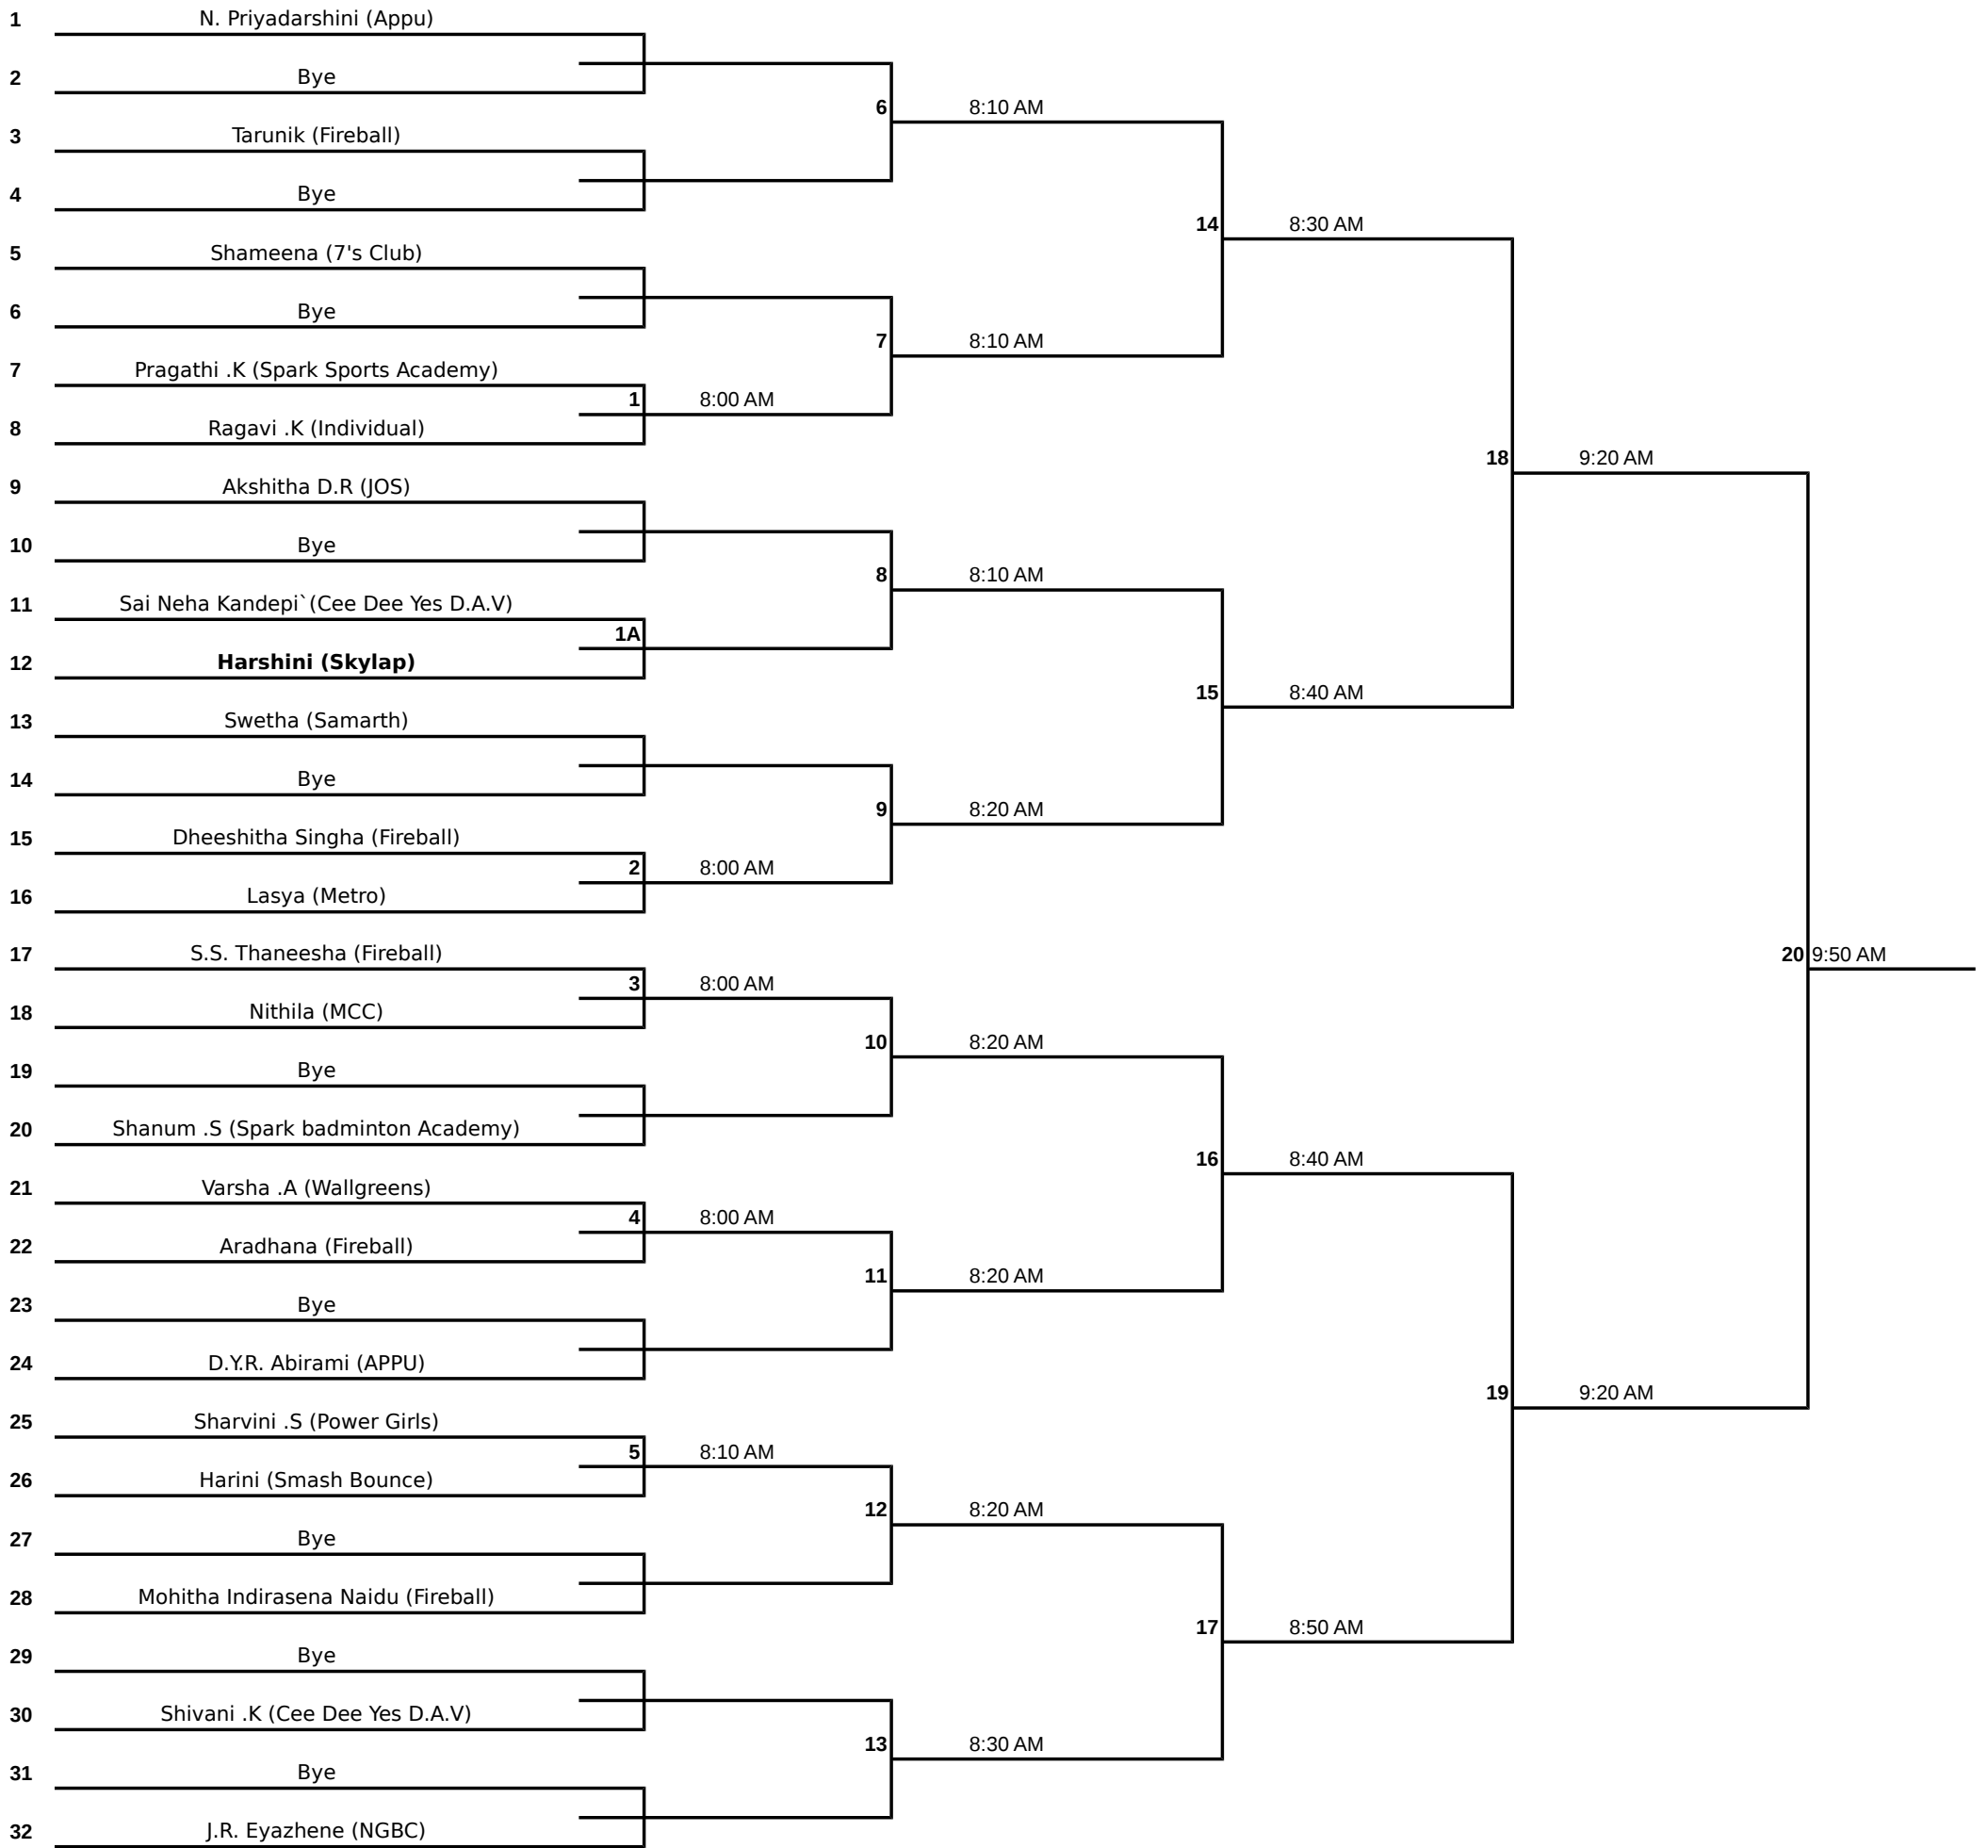 1 N. Priyadarshini (Appu)
2 Bye
6 8:10 AM
3 Tarunik (Fireball)
4 Bye
14 8:30 AM
5 Shameena (7's Club)
6 Bye
7 8:10 AM
7 Pragathi .K (Spark Sports Academy)
1 8:00 AM
8 Ragavi .K (Individual)
18 9:20 AM
9 Akshitha D.R (JOS)
10 Bye
8 8:10 AM
11 Sai Neha Kandepi`(Cee Dee Yes D.A.V)
1A
12 Harshini (Skylap)
15 8:40 AM
13 Swetha (Samarth)
14 Bye
9 8:20 AM
15 Dheeshitha Singha (Fireball)
2 8:00 AM
16 Lasya (Metro)
17 S.S. Thaneesha (Fireball)
20 9:50 AM
3 8:00 AM
18 Nithila (MCC)
10 8:20 AM
19 Bye
20 Shanum .S (Spark badminton Academy)
16 8:40 AM
21 Varsha .A (Wallgreens)
4 8:00 AM
22 Aradhana (Fireball)
11 8:20 AM
23 Bye
24 D.Y.R. Abirami (APPU)
19 9:20 AM
25 Sharvini .S (Power Girls)
5 8:10 AM
26 Harini (Smash Bounce)
12 8:20 AM
27 Bye
28 Mohitha Indirasena Naidu (Fireball)
17 8:50 AM
29 Bye
30 Shivani .K (Cee Dee Yes D.A.V)
13 8:30 AM
31 Bye
32 J.R. Eyazhene (NGBC)